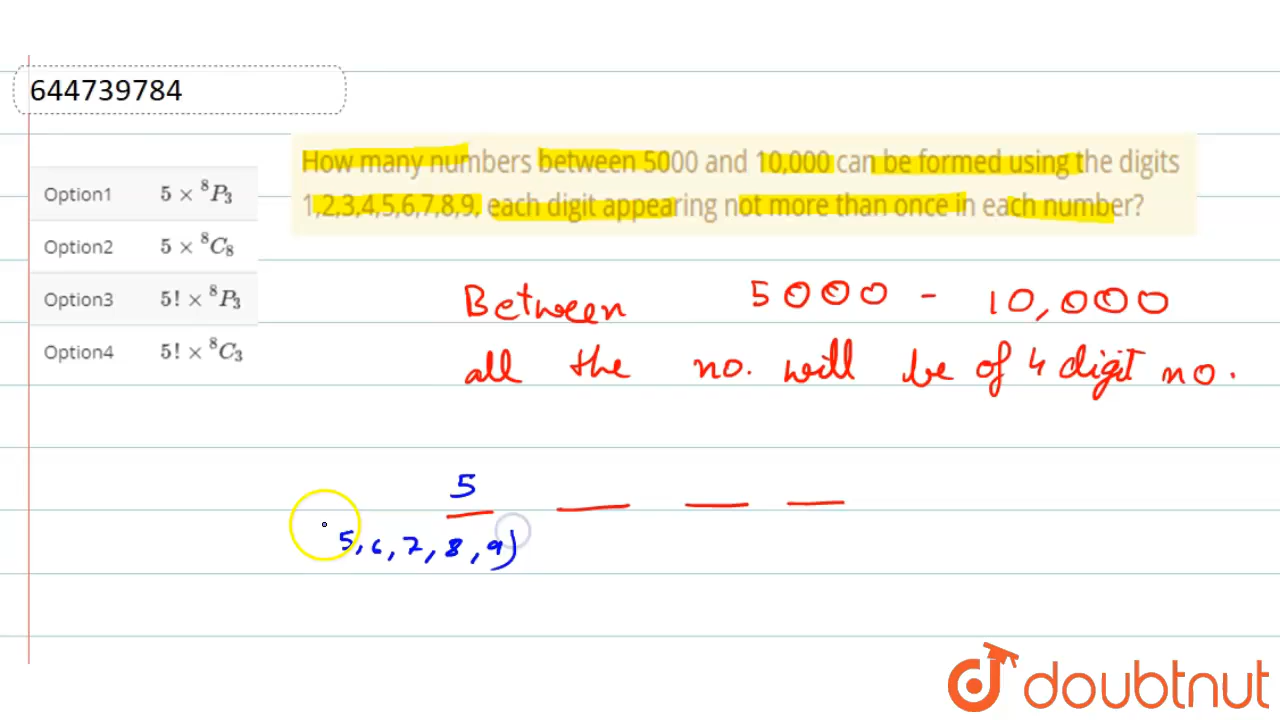 644739784
How many numbers between 5000 and 10,000 can be formed using the digits
1,2,3,4,5,6,7,8,9, each digit appearing not more than once in each number?
Option1 5 × ⁸P₃
Option2 5 × ⁸C₈
Option3 5! × ⁸P₃
Option4 5! × ⁸C₃
Between 5000 - 10,000
all the no. will be of 4 digit no.
5
5, 6, 7, 8, 9)
doubtnut